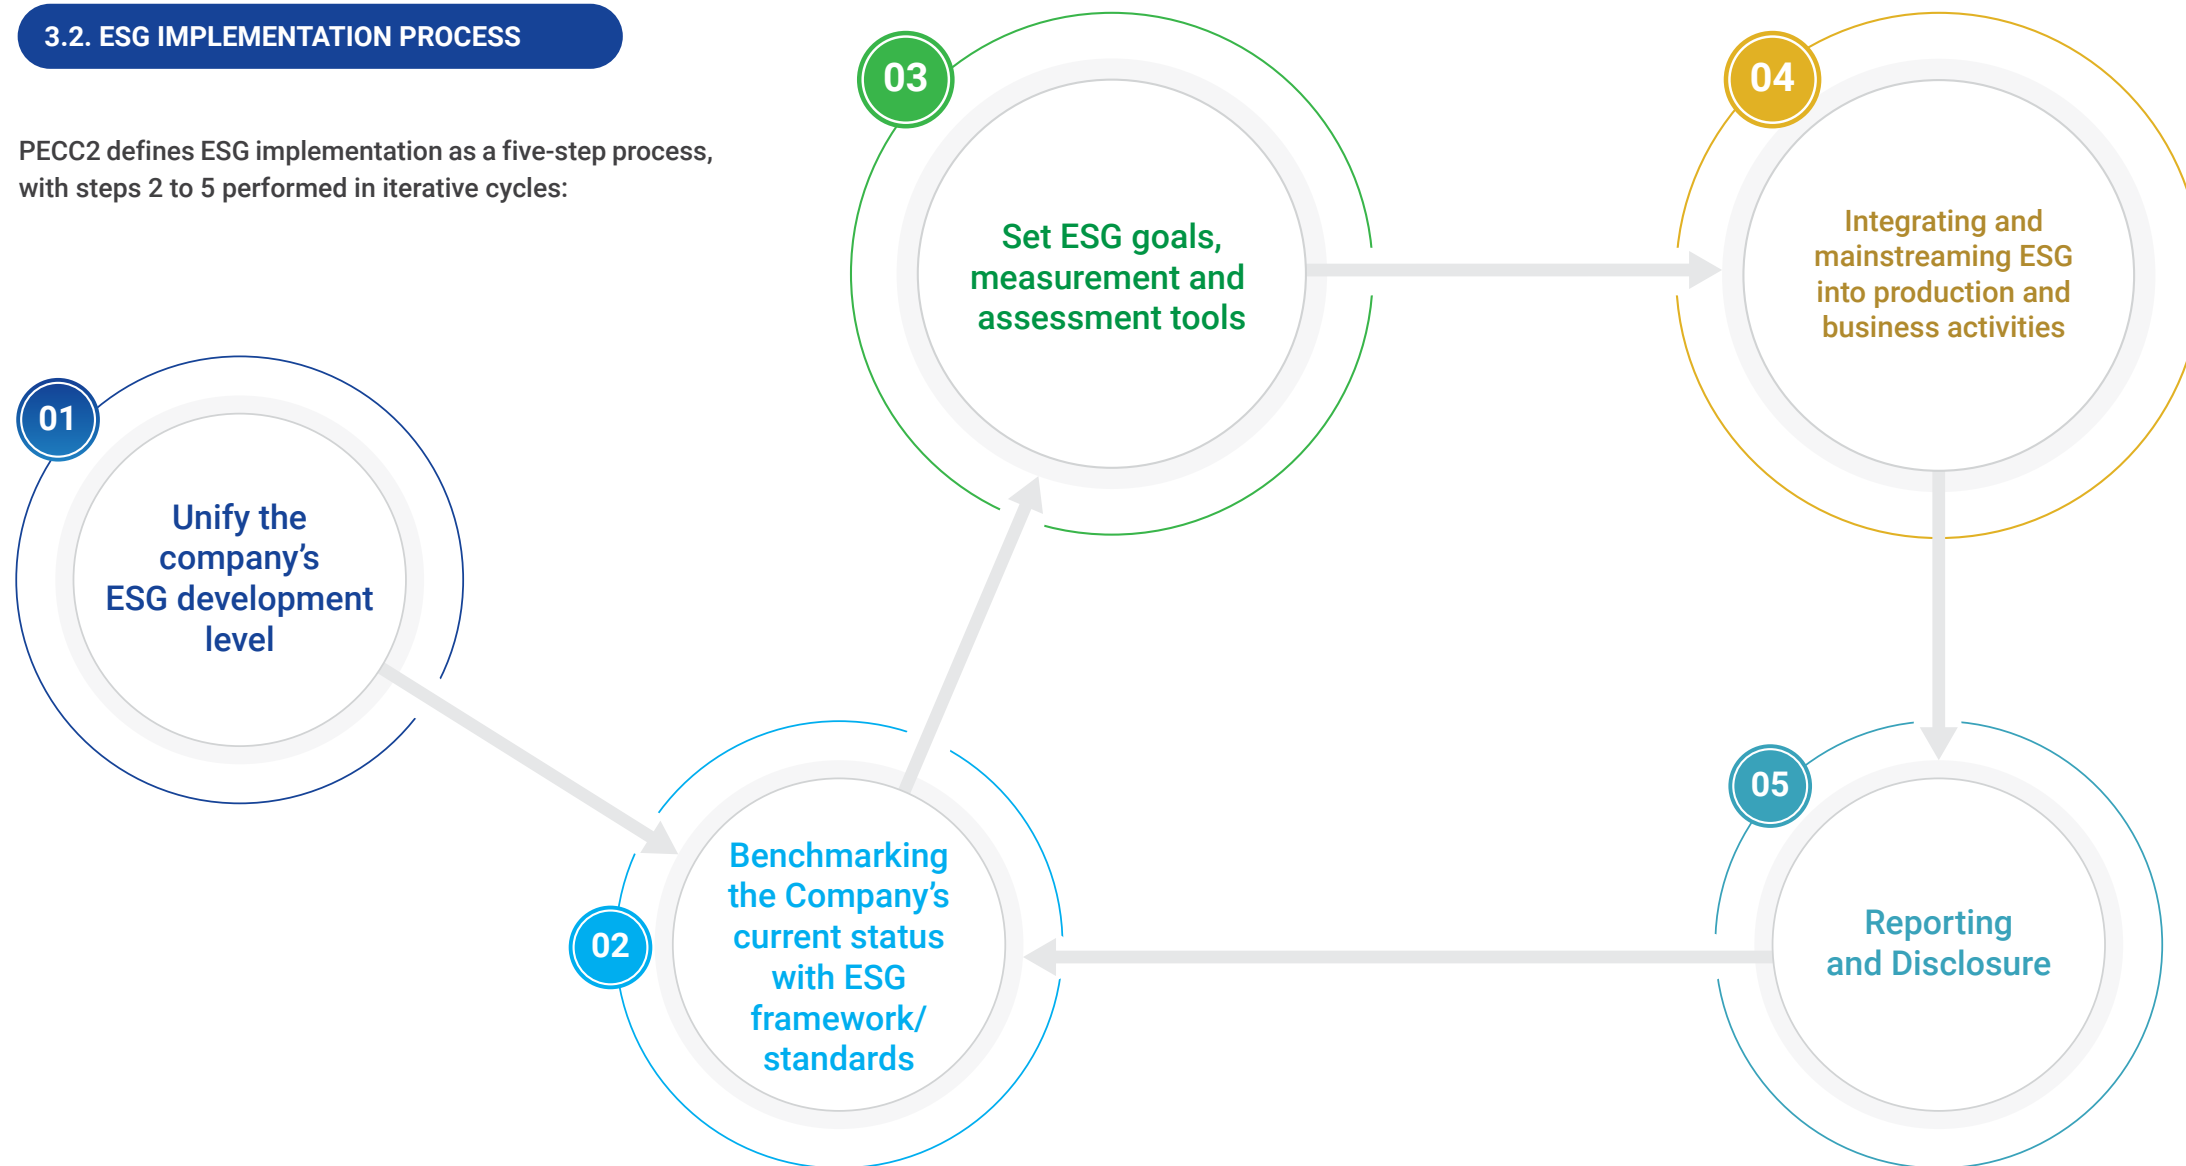 3.2. ESG IMPLEMENTATION PROCESS
PECC2 defines ESG implementation as a five-step process,
with steps 2 to 5 performed in iterative cycles:
01
Unify the
company’s
ESG development
level
02
Benchmarking
the Company’s
current status
with ESG
framework/
standards
03
Set ESG goals,
measurement and
assessment tools
04
Integrating and
mainstreaming ESG
into production and
business activities
05
Reporting
and Disclosure